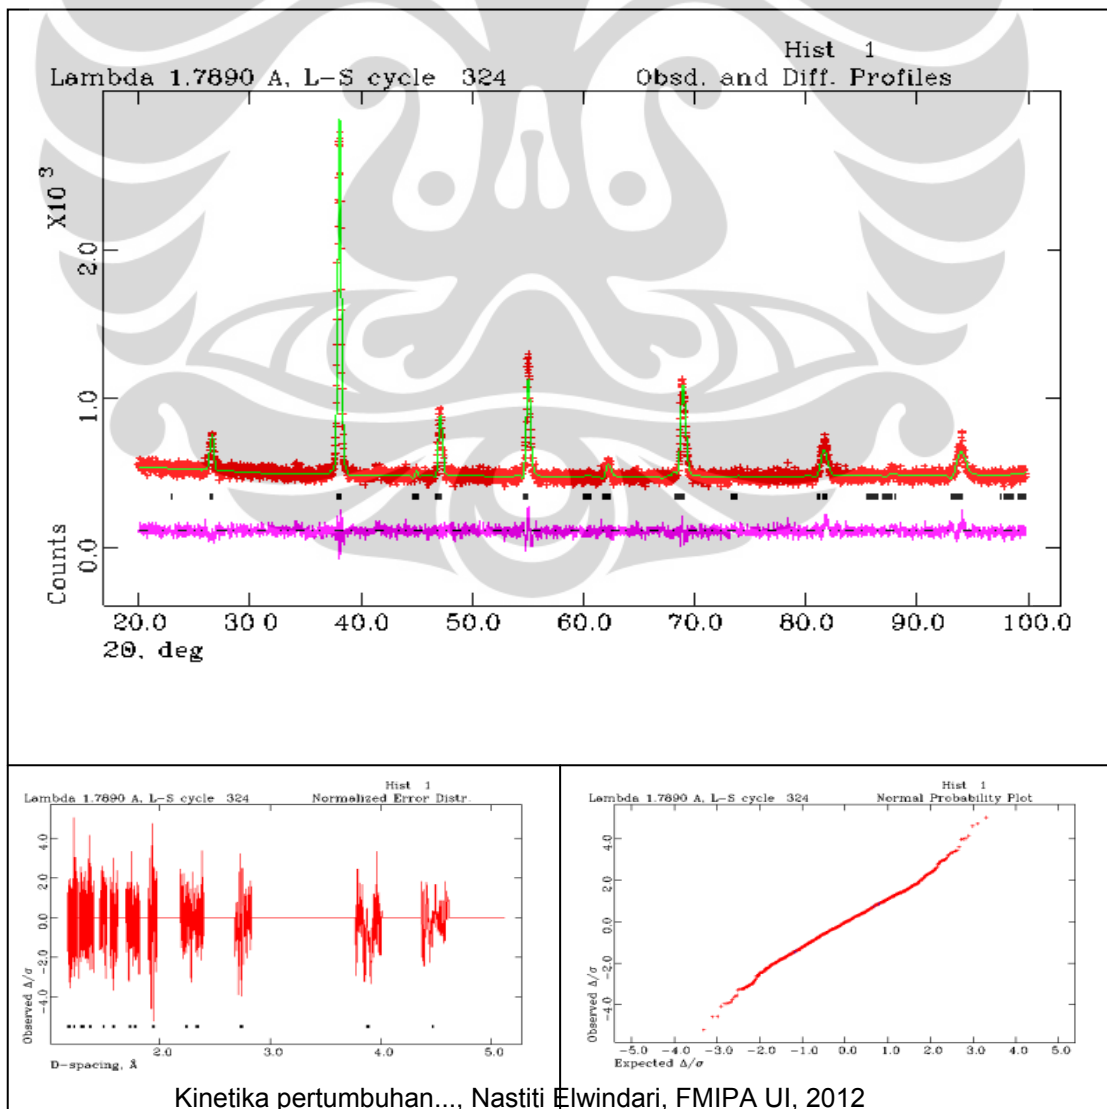 Hist 1
Lambda 1.7890 A, L-S cycle 324 Obsd. and Diff. Profiles
X10 3
2.0
1.0
0.0
Counts
20.0 30 0 40.0 50.0 60.0 70.0 80.0 90.0 100.0
2Θ, deg
Hist 1
Lambda 1.7890 A, L-S cycle 324 Normalized Error Distr.
4.0
2.0
0.0
-2.0
-4.0
Observed Δ/σ
2.0 3.0 4.0 5.0
D-spacing, Å
Hist 1
Lambda 1.7890 A, L-S cycle 324 Normal Probability Plot
4.0
2.0
0.0
-2.0
-4.0
Observed Δ/σ
-5.0 -4.0 -3.0 -2.0 -1.0 0.0 1.0 2.0 3.0 4.0 5.0
Expected Δ/σ
Kinetika pertumbuhan..., Nastiti Elwindari, FMIPA UI, 2012